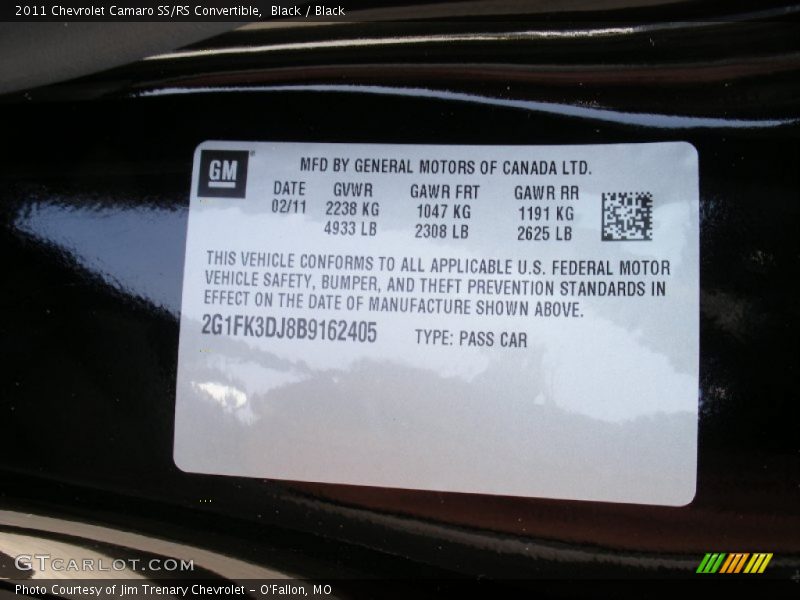 2011 Chevrolet Camaro SS/RS Convertible, Black / Black
GM
MFD BY GENERAL MOTORS OF CANADA LTD.
DATE GVWR GAWR FRT GAWR RR
02/11 2238 KG 1047 KG 1191 KG
4933 LB 2308 LB 2625 LB
THIS VEHICLE CONFORMS TO ALL APPLICABLE U.S. FEDERAL MOTOR
VEHICLE SAFETY, BUMPER, AND THEFT PREVENTION STANDARDS IN
EFFECT ON THE DATE OF MANUFACTURE SHOWN ABOVE.
2G1FK3DJ8B9162405 TYPE: PASS CAR
GTCARLOT.COM
Photo Courtesy of Jim Trenary Chevrolet - O'Fallon, MO